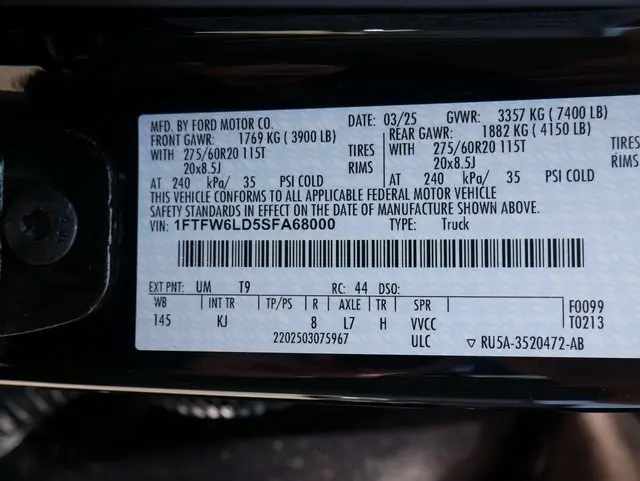 MFD. BY FORD MOTOR CO. DATE: 03/25 GVWR: 3357 KG ( 7400 LB)
FRONT GAWR: 1769 KG ( 3900 LB) REAR GAWR: 1882 KG ( 4150 LB)
WITH 275/60R20 115T TIRES WITH 275/60R20 115T TIRES
20x8.5J RIMS 20x8.5J RIMS
AT 240 kPa/ 35 PSI COLD AT 240 kPa/ 35 PSI COLD
THIS VEHICLE CONFORMS TO ALL APPLICABLE FEDERAL MOTOR VEHICLE
SAFETY STANDARDS IN EFFECT ON THE DATE OF MANUFACTURE SHOWN ABOVE.
VIN: 1FTFW6LD5SFA68000 TYPE: Truck
EXT PNT: UM T9 RC: 44 DSO:
WB INT TR TP/PS R AXLE TR SPR F0099
145 KJ 8 L7 H VVCC T0213
2202503075967 ULC ▽ RU5A-3520472-AB